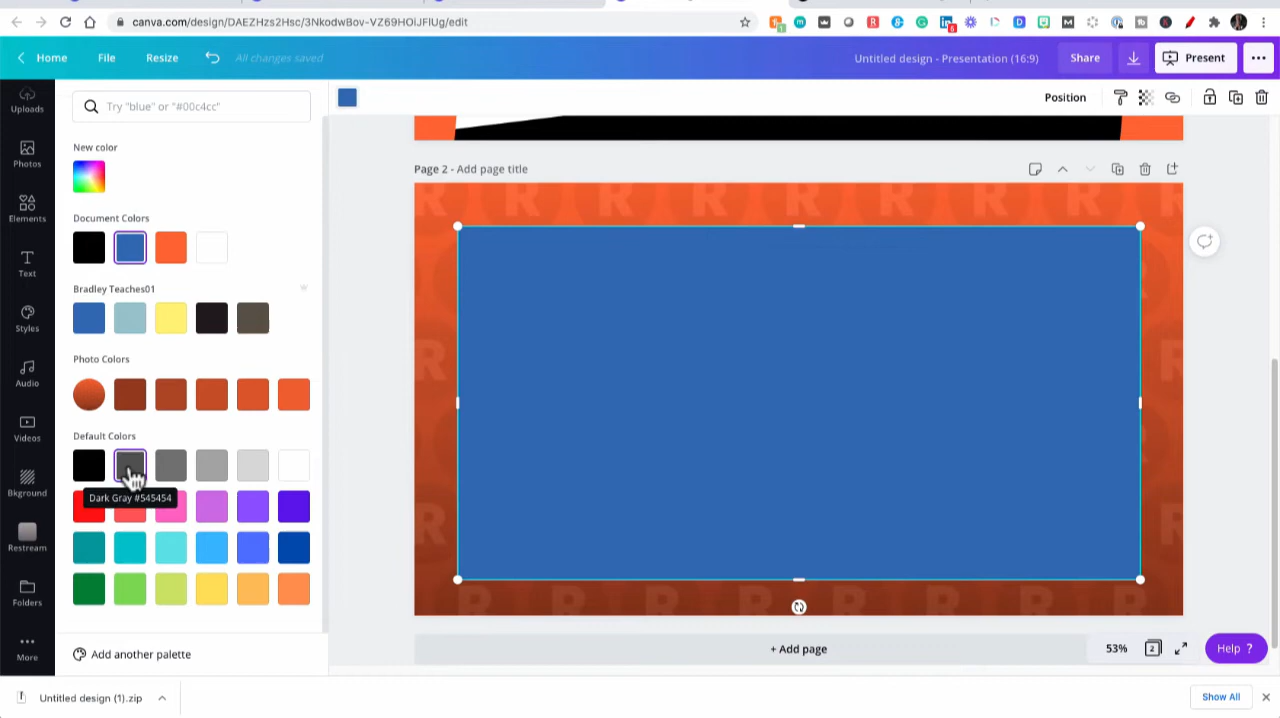 canva.com/design/DAEZHzs2Hsc/3NkodwBov-VZ69HOiJFlUg/edit
Home
File
Resize
All changes saved
Untitled design - Presentation (16:9)
Share
Present
Uploads
Photos
Elements
Text
Styles
Audio
Videos
Bkground
Restream
Folders
More
Try "blue" or "#00c4cc"
New color
Document Colors
Bradley Teaches01
Photo Colors
Default Colors
Dark Gray #545454
Add another palette
Position
Page 2 - Add page title
R R R R R R R
+ Add page
53%
2
Help ?
Untitled design (1).zip
Show All